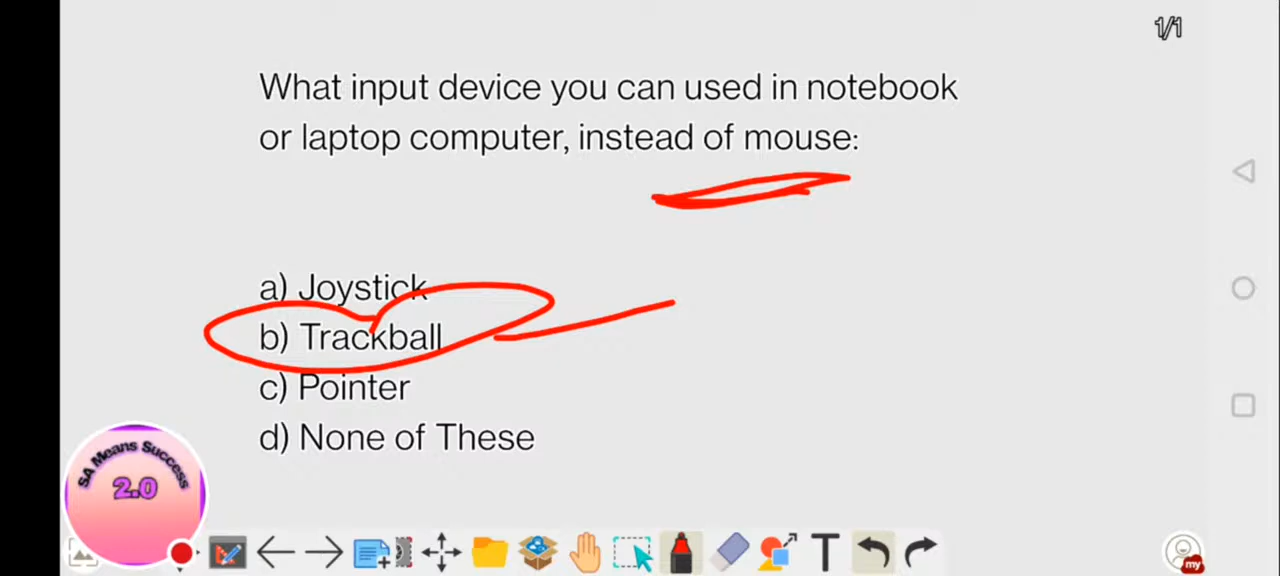 1/1
What input device you can used in notebook
or laptop computer, instead of mouse:
a) Joystick
b) Trackball
c) Pointer
d) None of These
SA Means Success
2.0
T
my